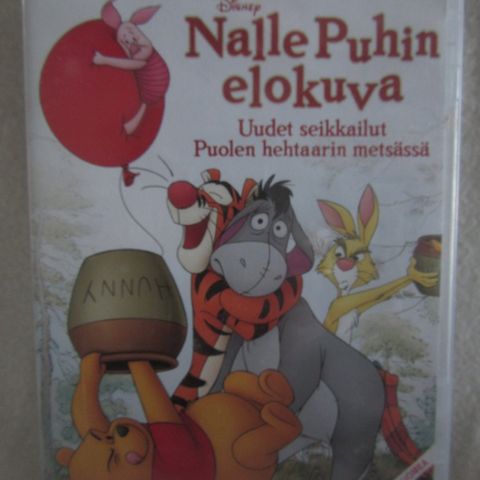 Disney
Nalle Puhin
elokuva
Uudet seikkailut
Puolen hehtaarin metsässä
HUNNY